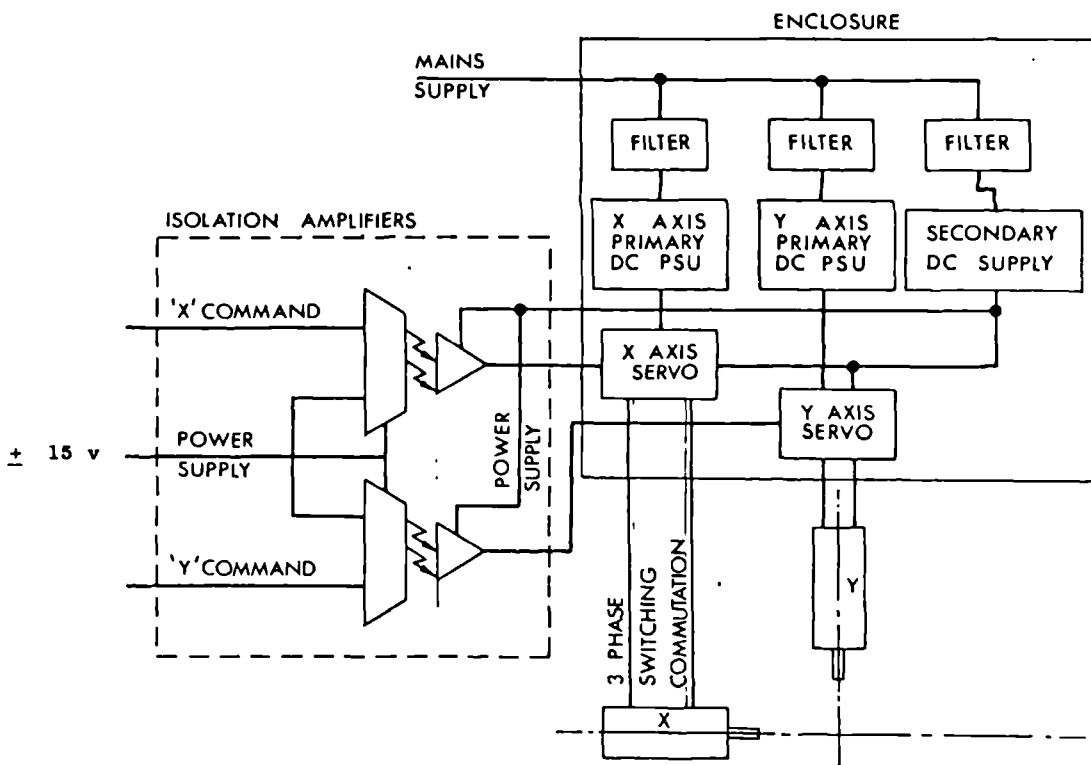 ENCLOSURE
MAINS
SUPPLY
FILTER
FILTER
FILTER
ISOLATION AMPLIFIERS
X AXIS
PRIMARY
DC PSU
Y AXIS
PRIMARY
DC PSU
SECONDARY
DC SUPPLY
'X' COMMAND
X AXIS
SERVO
Y AXIS
SERVO
± 15 v
POWER
SUPPLY
POWER
SUPPLY
'Y' COMMAND
3 PHASE
SWITCHING
COMMUTATION
Y
X